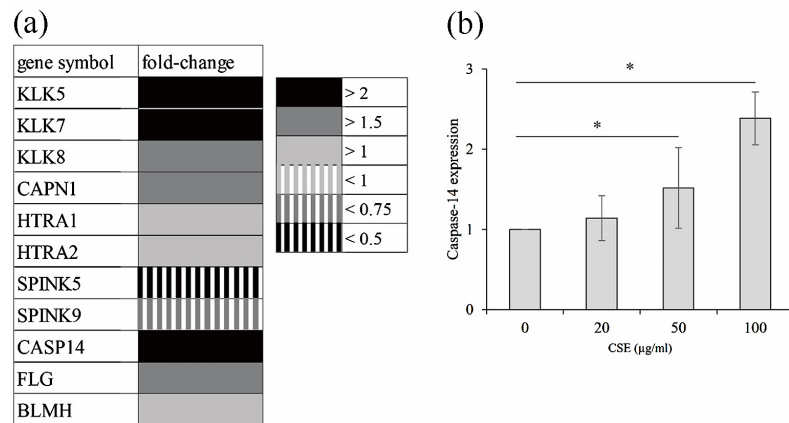 (a)
gene symbol fold-change
KLK5
KLK7
KLK8
CAPN1
HTRA1
HTRA2
SPINK5
SPINK9
CASP14
FLG
BLMH
> 2
> 1.5
> 1
< 1
< 0.75
< 0.5
(b)
Caspase-14 expression
3
2
1
0
*
*
0 20 50 100
CSE (µg/ml)